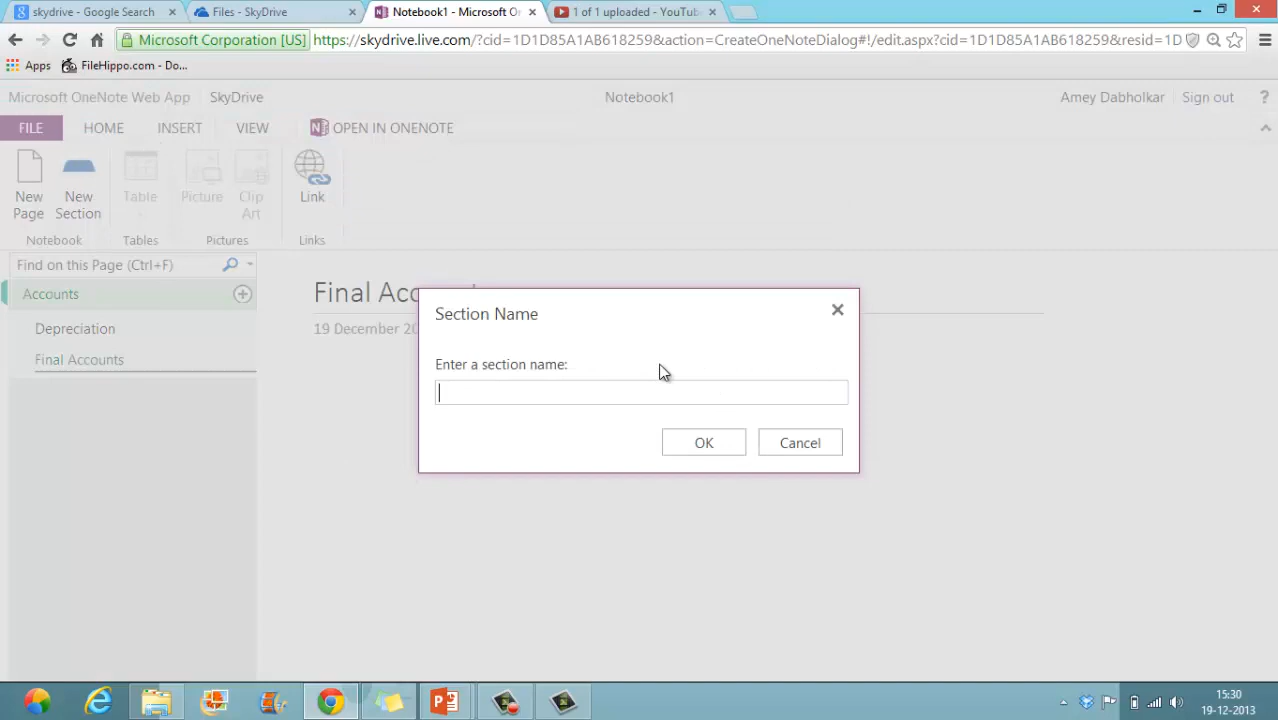 skydrive - Google Search
Files - SkyDrive
Notebook1 - Microsoft O
1 of 1 uploaded - YouTub
Microsoft Corporation [US]
https://skydrive.live.com/?cid=1D1D85A1AB618259&action=CreateOneNoteDialog#!/edit.aspx?cid=1D1D85A1AB618259&resid=1D
Apps
FileHippo.com - Do...
Microsoft OneNote Web App
SkyDrive
Notebook1
Amey Dabholkar
Sign out
?
FILE
HOME
INSERT
VIEW
OPEN IN ONENOTE
New
Page
New
Section
Table
Picture
Clip
Art
Link
Notebook
Tables
Pictures
Links
Find on this Page (Ctrl+F)
Accounts
Depreciation
Final Accounts
Final Acc
19 December 20
Section Name
Enter a section name:
OK
Cancel
15:30
19-12-2013